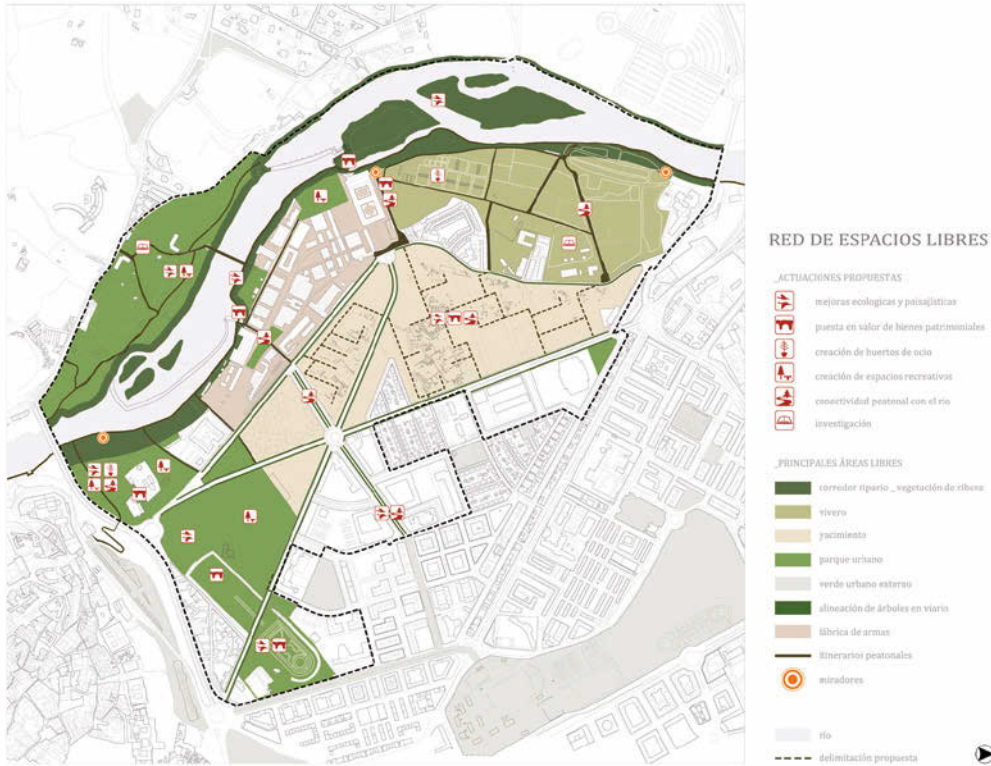 RED DE ESPACIOS LIBRES
_ACTUACIONES PROPUESTAS
mejoras ecologicas y paisajísticas
puesta en valor de bienes patrimoniales
creación de huertos de ocio
creación de espacios recreativos
conectividad peatonal con el rio
investigación
_PRINCIPALES ÁREAS LIBRES
corredor ripario _ vegetación de ribera
vivero
yacimiento
parque urbano
verde urbano externo
alineación de árboles en viario
fábrica de armas
itinerarios peatonales
miradores
rio
delimitación propuesta